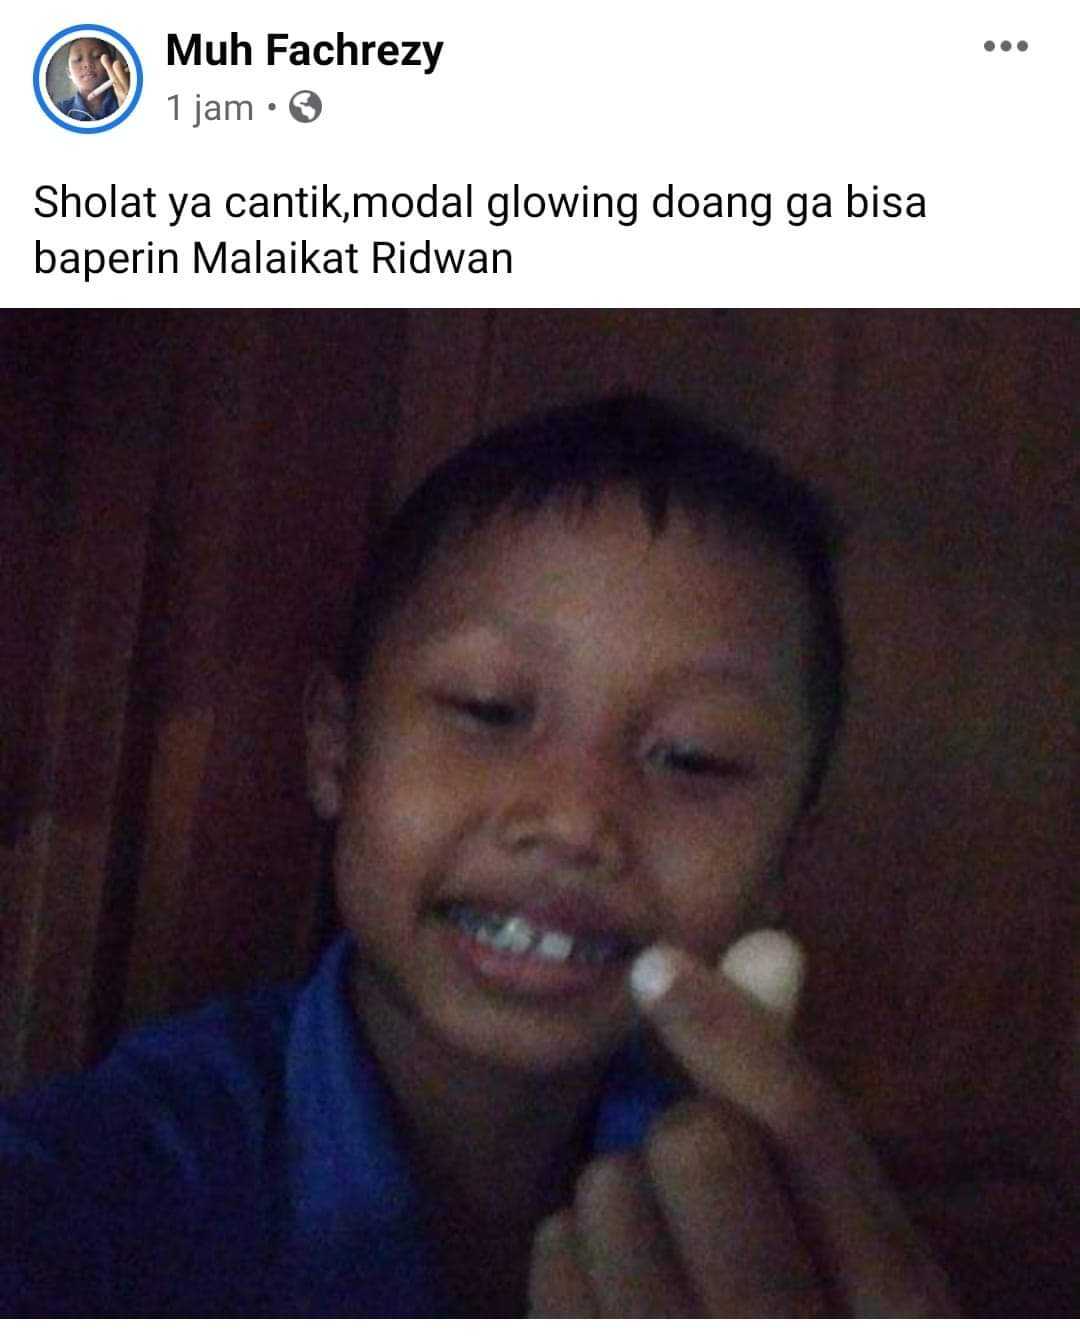 Muh Fachrezy
1 jam •
Sholat ya cantik,modal glowing doang ga bisa
baperin Malaikat Ridwan